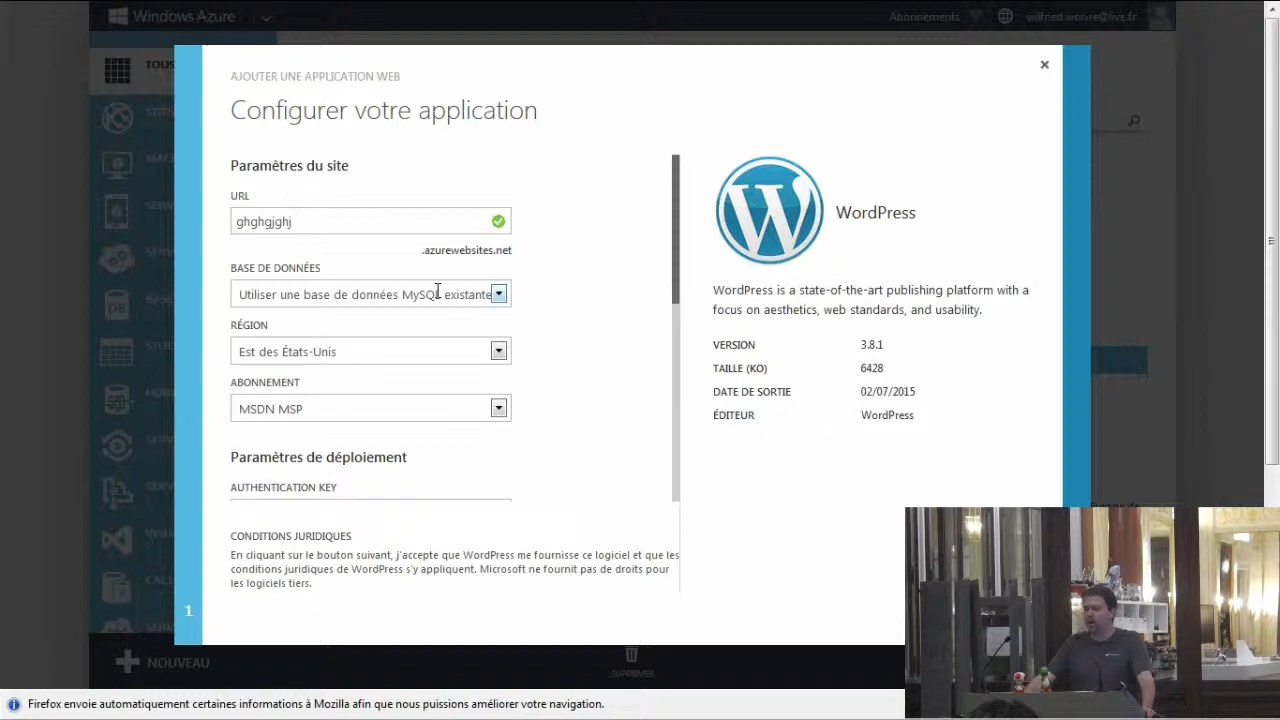 Windows Azure
Abonnements
wilfried.woivre@live.fr
TOUS
AJOUTER UNE APPLICATION WEB
Configurer votre application
Paramètres du site
URL
ghghgjghj
.azurewebsites.net
BASE DE DONNÉES
Utiliser une base de données MySQL existante
RÉGION
Est des États-Unis
ABONNEMENT
MSDN MSP
Paramètres de déploiement
AUTHENTICATION KEY
CONDITIONS JURIDIQUES
En cliquant sur le bouton suivant, j'accepte que WordPress me fournisse ce logiciel et que les
conditions juridiques de WordPress s'y appliquent. Microsoft ne fournit pas de droits pour
les logiciels tiers.
1
WordPress
WordPress is a state-of-the-art publishing platform with a
focus on aesthetics, web standards, and usability.
VERSION 3.8.1
TAILLE (KO) 6428
DATE DE SORTIE 02/07/2015
ÉDITEUR WordPress
NOUVEAU
SUPPRIMER
Firefox envoie automatiquement certaines informations à Mozilla afin que nous puissions améliorer votre navigation.